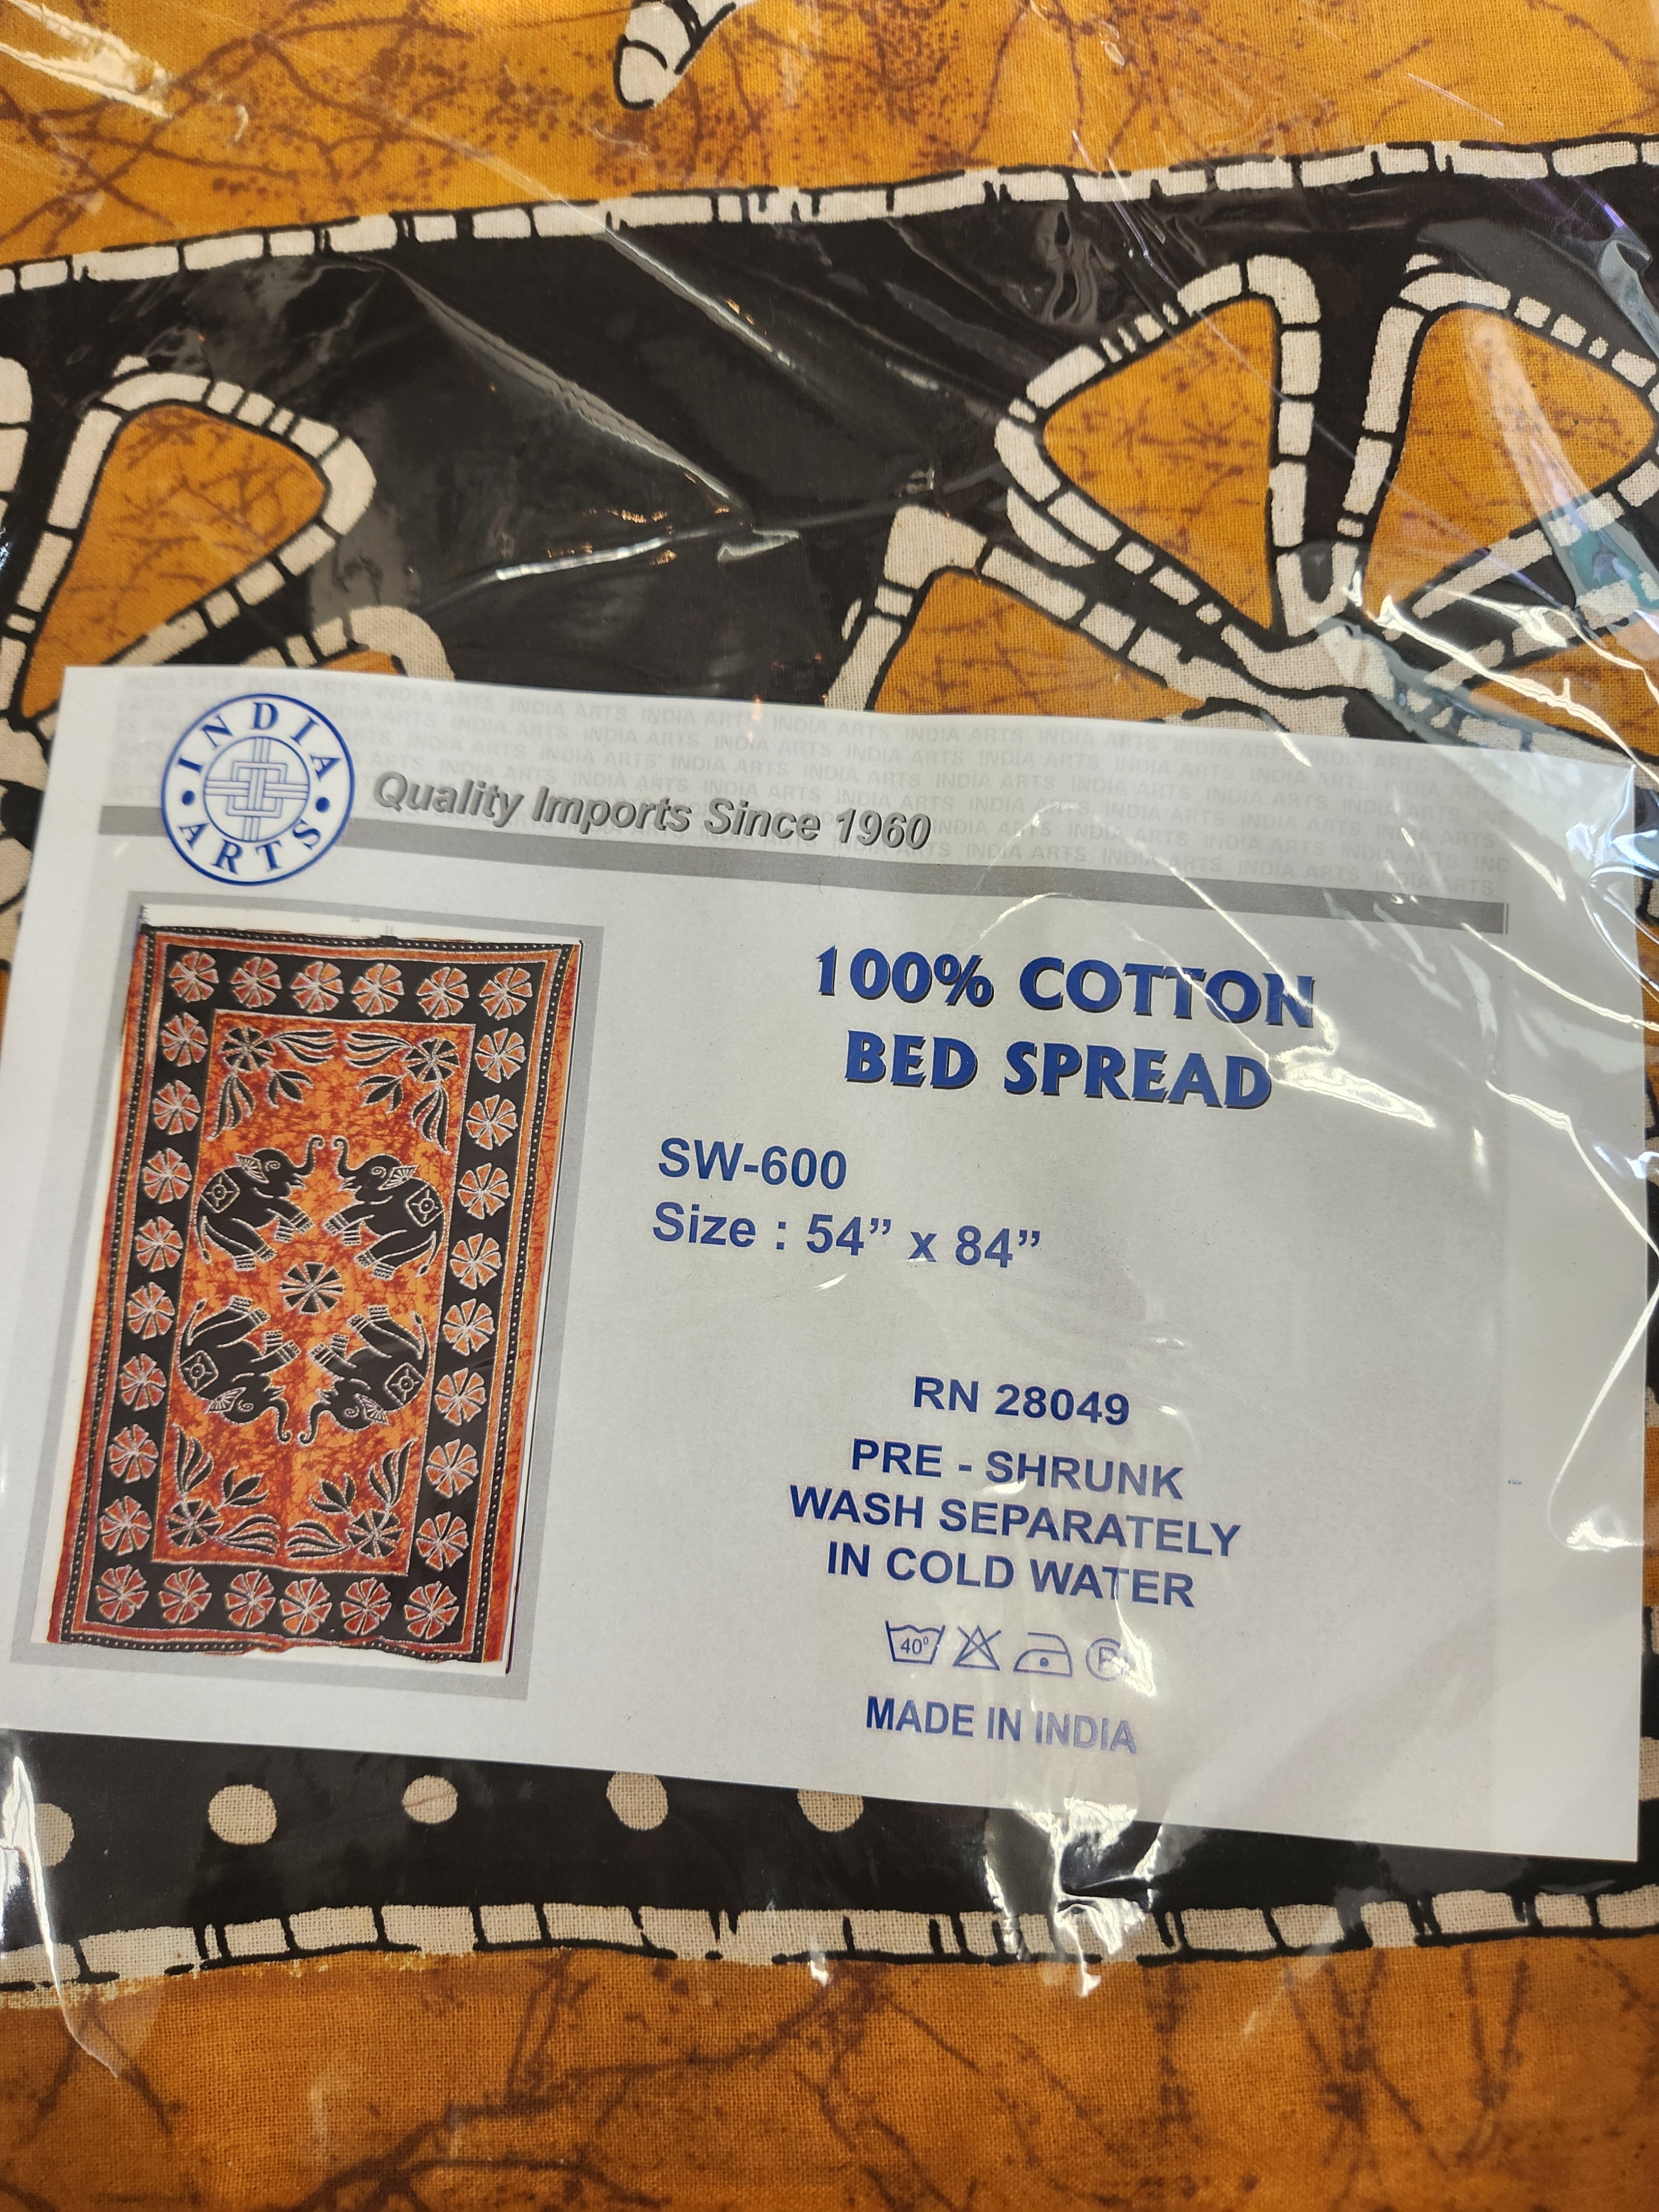 INDIA ARTS
Quality Imports Since 1960
100% COTTON
BED SPREAD
SW-600
Size : 54” x 84”
RN 28049
PRE - SHRUNK
WASH SEPARATELY
IN COLD WATER
40° P
MADE IN INDIA